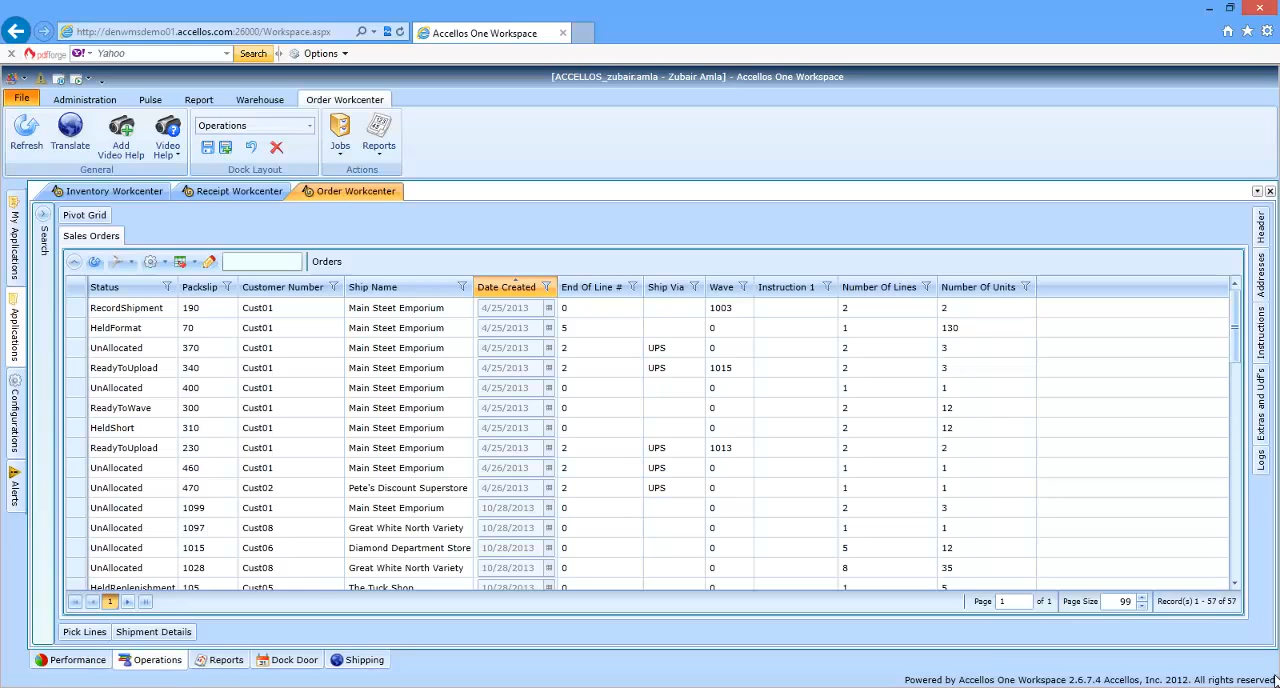 http://denwmsdemo01.accellos.com:26000/Workspace.aspx
Accellos One Workspace
pdfforge
Yahoo
Search
Options
[ACCELLOS_zubair.amla - Zubair Amla] - Accellos One Workspace
File Administration Pulse Report Warehouse Order Workcenter
Refresh Translate Add Video Help Video Help
General
Operations
Dock Layout
Jobs Reports
Actions
Inventory Workcenter Receipt Workcenter Order Workcenter
My Applications
Applications
Configurations
Alerts
Search
Pivot Grid
Sales Orders
Orders
Status Packslip Customer Number Ship Name Date Created End Of Line # Ship Via Wave Instruction 1 Number Of Lines Number Of Units
RecordShipment 190 Cust01 Main Steet Emporium 4/25/2013 0 1003 2 2
HeldFormat 70 Cust01 Main Steet Emporium 4/25/2013 5 0 1 130
UnAllocated 370 Cust01 Main Steet Emporium 4/25/2013 2 UPS 0 2 3
ReadyToUpload 340 Cust01 Main Steet Emporium 4/25/2013 2 UPS 1015 2 3
UnAllocated 400 Cust01 Main Steet Emporium 4/25/2013 0 0 1 1
ReadyToWave 300 Cust01 Main Steet Emporium 4/25/2013 0 0 2 12
HeldShort 310 Cust01 Main Steet Emporium 4/25/2013 0 0 2 12
ReadyToUpload 230 Cust01 Main Steet Emporium 4/25/2013 2 UPS 1013 2 2
UnAllocated 460 Cust01 Main Steet Emporium 4/26/2013 2 UPS 0 1 1
UnAllocated 470 Cust02 Pete's Discount Superstore 4/26/2013 2 UPS 0 1 1
UnAllocated 1099 Cust01 Main Steet Emporium 10/28/2013 0 0 2 3
UnAllocated 1097 Cust08 Great White North Variety 10/28/2013 0 0 1 1
UnAllocated 1015 Cust06 Diamond Department Store 10/28/2013 0 0 5 12
UnAllocated 1028 Cust08 Great White North Variety 10/28/2013 0 0 8 35
HeldReplenishment 105 Cust05 The Tuck Shop 10/28/2013 0 0 1 5
1
Page 1 of 1 Page Size 99 Record(s) 1 - 57 of 57
Header
Addresses
Instructions
Extras and Udf's
Logs
Pick Lines Shipment Details
Performance Operations Reports Dock Door Shipping
Powered by Accellos One Workspace 2.6.7.4 Accellos, Inc. 2012. All rights reserved